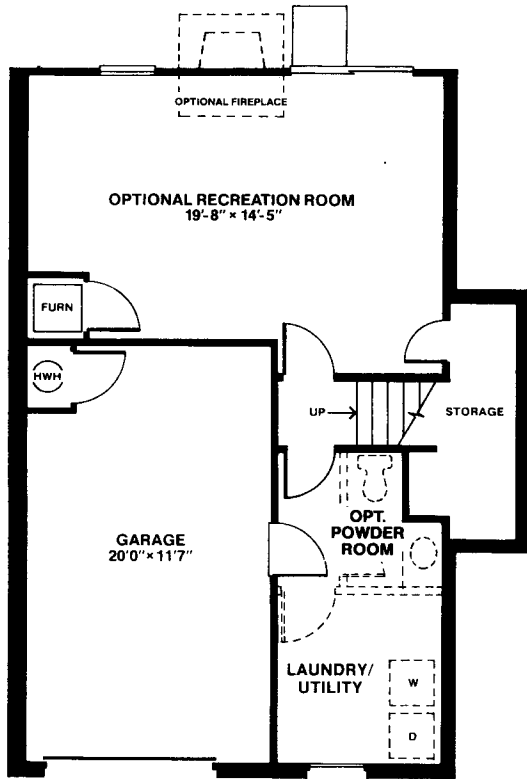 OPTIONAL FIREPLACE
OPTIONAL RECREATION ROOM
19'-8" × 14'-5"
FURN
HWH
UP
STORAGE
OPT.
POWDER
ROOM
GARAGE
20'0" × 11'7"
LAUNDRY/
UTILITY
W
D